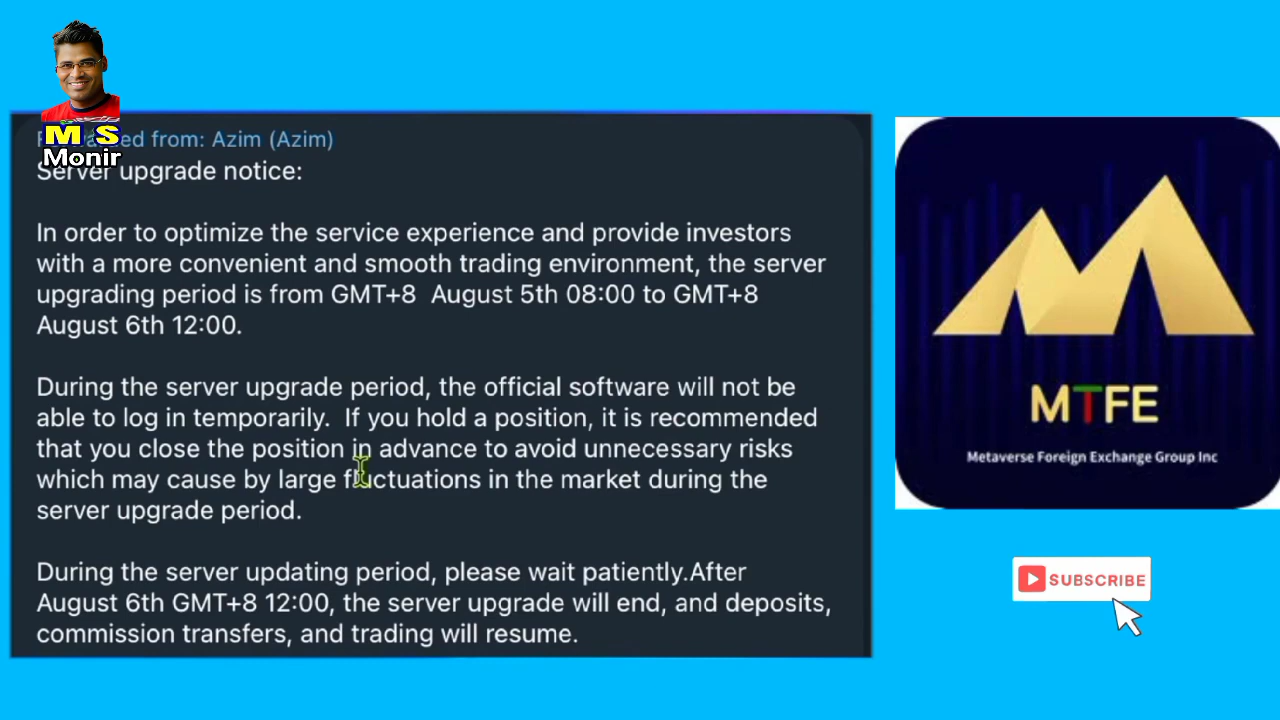 M S
Monir
ed from: Azim (Azim)
Server upgrade notice:
In order to optimize the service experience and provide investors
with a more convenient and smooth trading environment, the server
upgrading period is from GMT+8 August 5th 08:00 to GMT+8
August 6th 12:00.
During the server upgrade period, the official software will not be
able to log in temporarily. If you hold a position, it is recommended
that you close the position in advance to avoid unnecessary risks
which may cause by large fluctuations in the market during the
server upgrade period.
During the server updating period, please wait patiently.After
August 6th GMT+8 12:00, the server upgrade will end, and deposits,
commission transfers, and trading will resume.
MTFE
Metaverse Foreign Exchange Group Inc
SUBSCRIBE